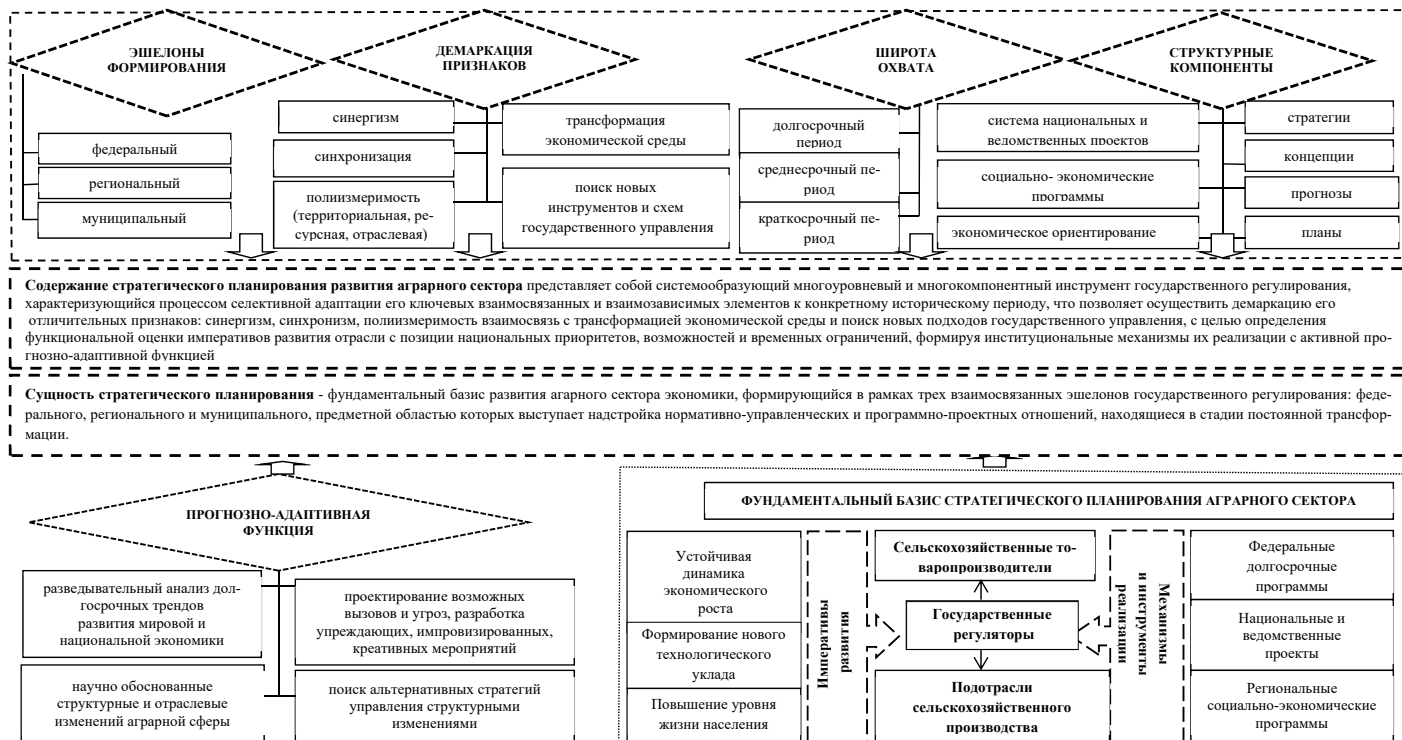 ЭШЕЛОНЫ
ФОРМИРОВАНИЯ
ДЕМАРКАЦИЯ
ПРИЗНАКОВ
ШИРОТА
ОХВАТА
СТРУКТУРНЫЕ
КОМПОНЕНТЫ
федеральный
региональный
муниципальный
синергизм
синхронизация
полиизмеримость
(территориальная, ре-
сурсная, отраслевая)
трансформация
экономической среды
поиск новых
инструментов и схем
государственного управления
долгосрочный
период
среднесрочный пе-
риод
краткосрочный пе-
риод
система национальных и
ведомственных проектов
социально- экономические
программы
экономическое ориентирование
стратегии
концепции
прогнозы
планы
Содержание стратегического планирования развития аграрного сектора представляет собой системообразующий многоуровневый и многокомпонентный инструмент государственного регулирования,
характеризующийся процессом селективной адаптации его ключевых взаимосвязанных и взаимозависимых элементов к конкретному историческому периоду, что позволяет осуществить демаркацию его
отличительных признаков: синергизм, синхронизм, полиизмеримость взаимосвязь с трансформацией экономической среды и поиск новых подходов государственного управления, с целью определения
функциональной оценки императивов развития отрасли с позиции национальных приоритетов, возможностей и временных ограничений, формируя институциональные механизмы их реализации с активной про-
гнозно-адаптивной функцией
Сущность стратегического планирования - фундаментальный базис развития агарного сектора экономики, формирующийся в рамках трех взаимосвязанных эшелонов государственного регулирования: феде-
рального, регионального и муниципального, предметной областью которых выступает надстройка нормативно-управленческих и программно-проектных отношений, находящиеся в стадии постоянной трансфор-
мации.
ПРОГНОЗНО-АДАПТИВНАЯ
ФУНКЦИЯ
разведывательный анализ дол-
госрочных трендов
развития мировой и
национальной экономики
научно обоснованные
структурные и отраслевые
изменений аграрной сферы
проектирование возможных
вызовов и угроз, разработка
упреждающих, импровизированных,
креативных мероприятий
поиск альтернативных стратегий
управления структурными
изменениями
ФУНДАМЕНТАЛЬНЫЙ БАЗИС СТРАТЕГИЧЕСКОГО ПЛАНИРОВАНИЯ АГРАРНОГО СЕКТОРА
Устойчивая
динамика
экономического
роста
Формирование нового
технологического
уклада
Повышение уровня
жизни населения
Императивы
развития
Сельскохозяйственные то-
варопроизводители
Государственные
регуляторы
Подотрасли
сельскохозяйственного
производства
Механизмы
и инструменты
реализации
Федеральные
долгосрочные
программы
Национальные и
ведомственные
проекты
Региональные
социально-экономические
программы